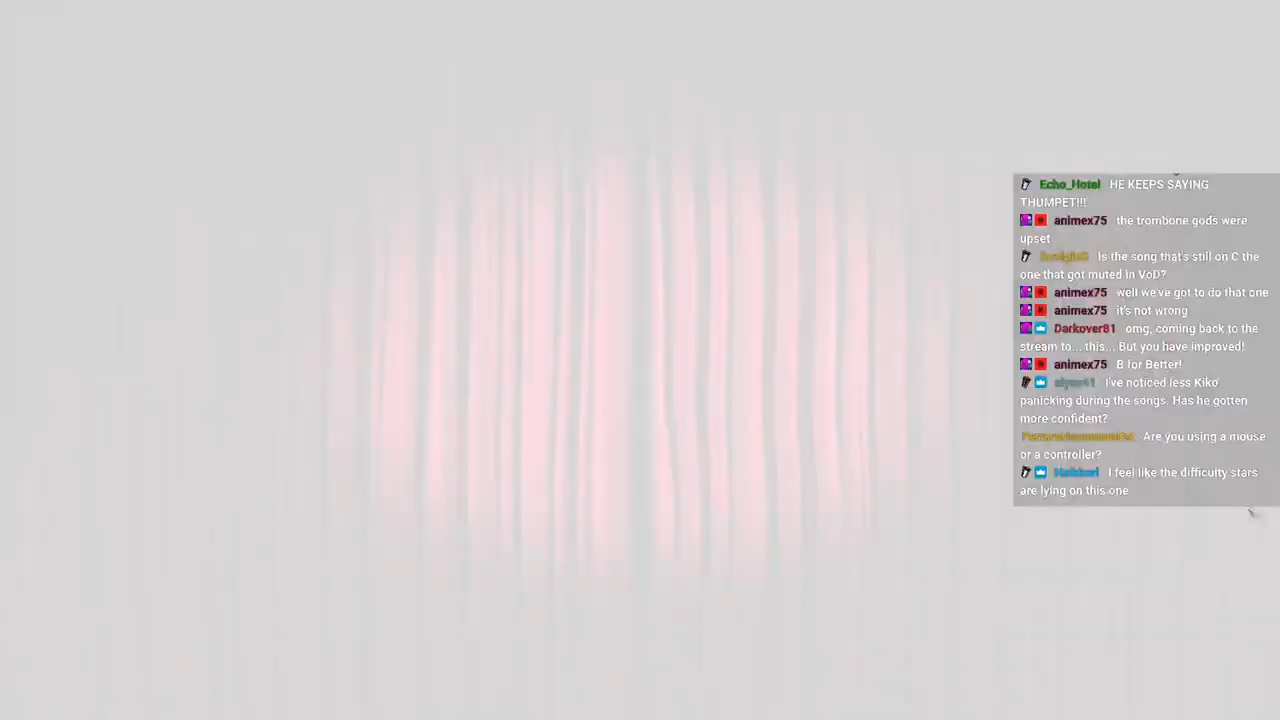 Echo_Hotel HE KEEPS SAYING
THUMPET!!!
animex75 the trombone gods were
upset
Is the song that's still on C the
one that got muted in VoD?
animex75 well we've got to do that one
animex75 it's not wrong
Darkover81 omg, coming back to the
stream to... this... But you have improved!
animex75 B for Better!
I've noticed less Kiko
panicking during the songs. Has he gotten
more confident?
Are you using a mouse
or a controller?
I feel like the difficulty stars
are lying on this one